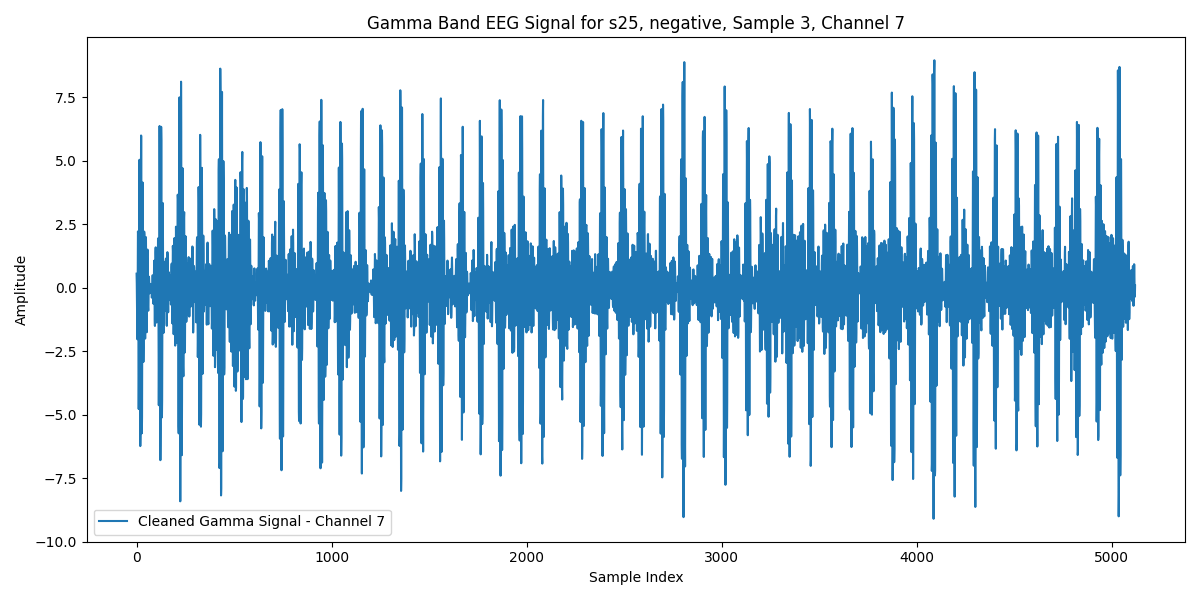 Gamma Band EEG Signal for s25, negative, Sample 3, Channel 7
Amplitude
7.5
5.0
2.5
0.0
−2.5
−5.0
−7.5
−10.0
Cleaned Gamma Signal - Channel 7
0 1000 2000 3000 4000 5000
Sample Index